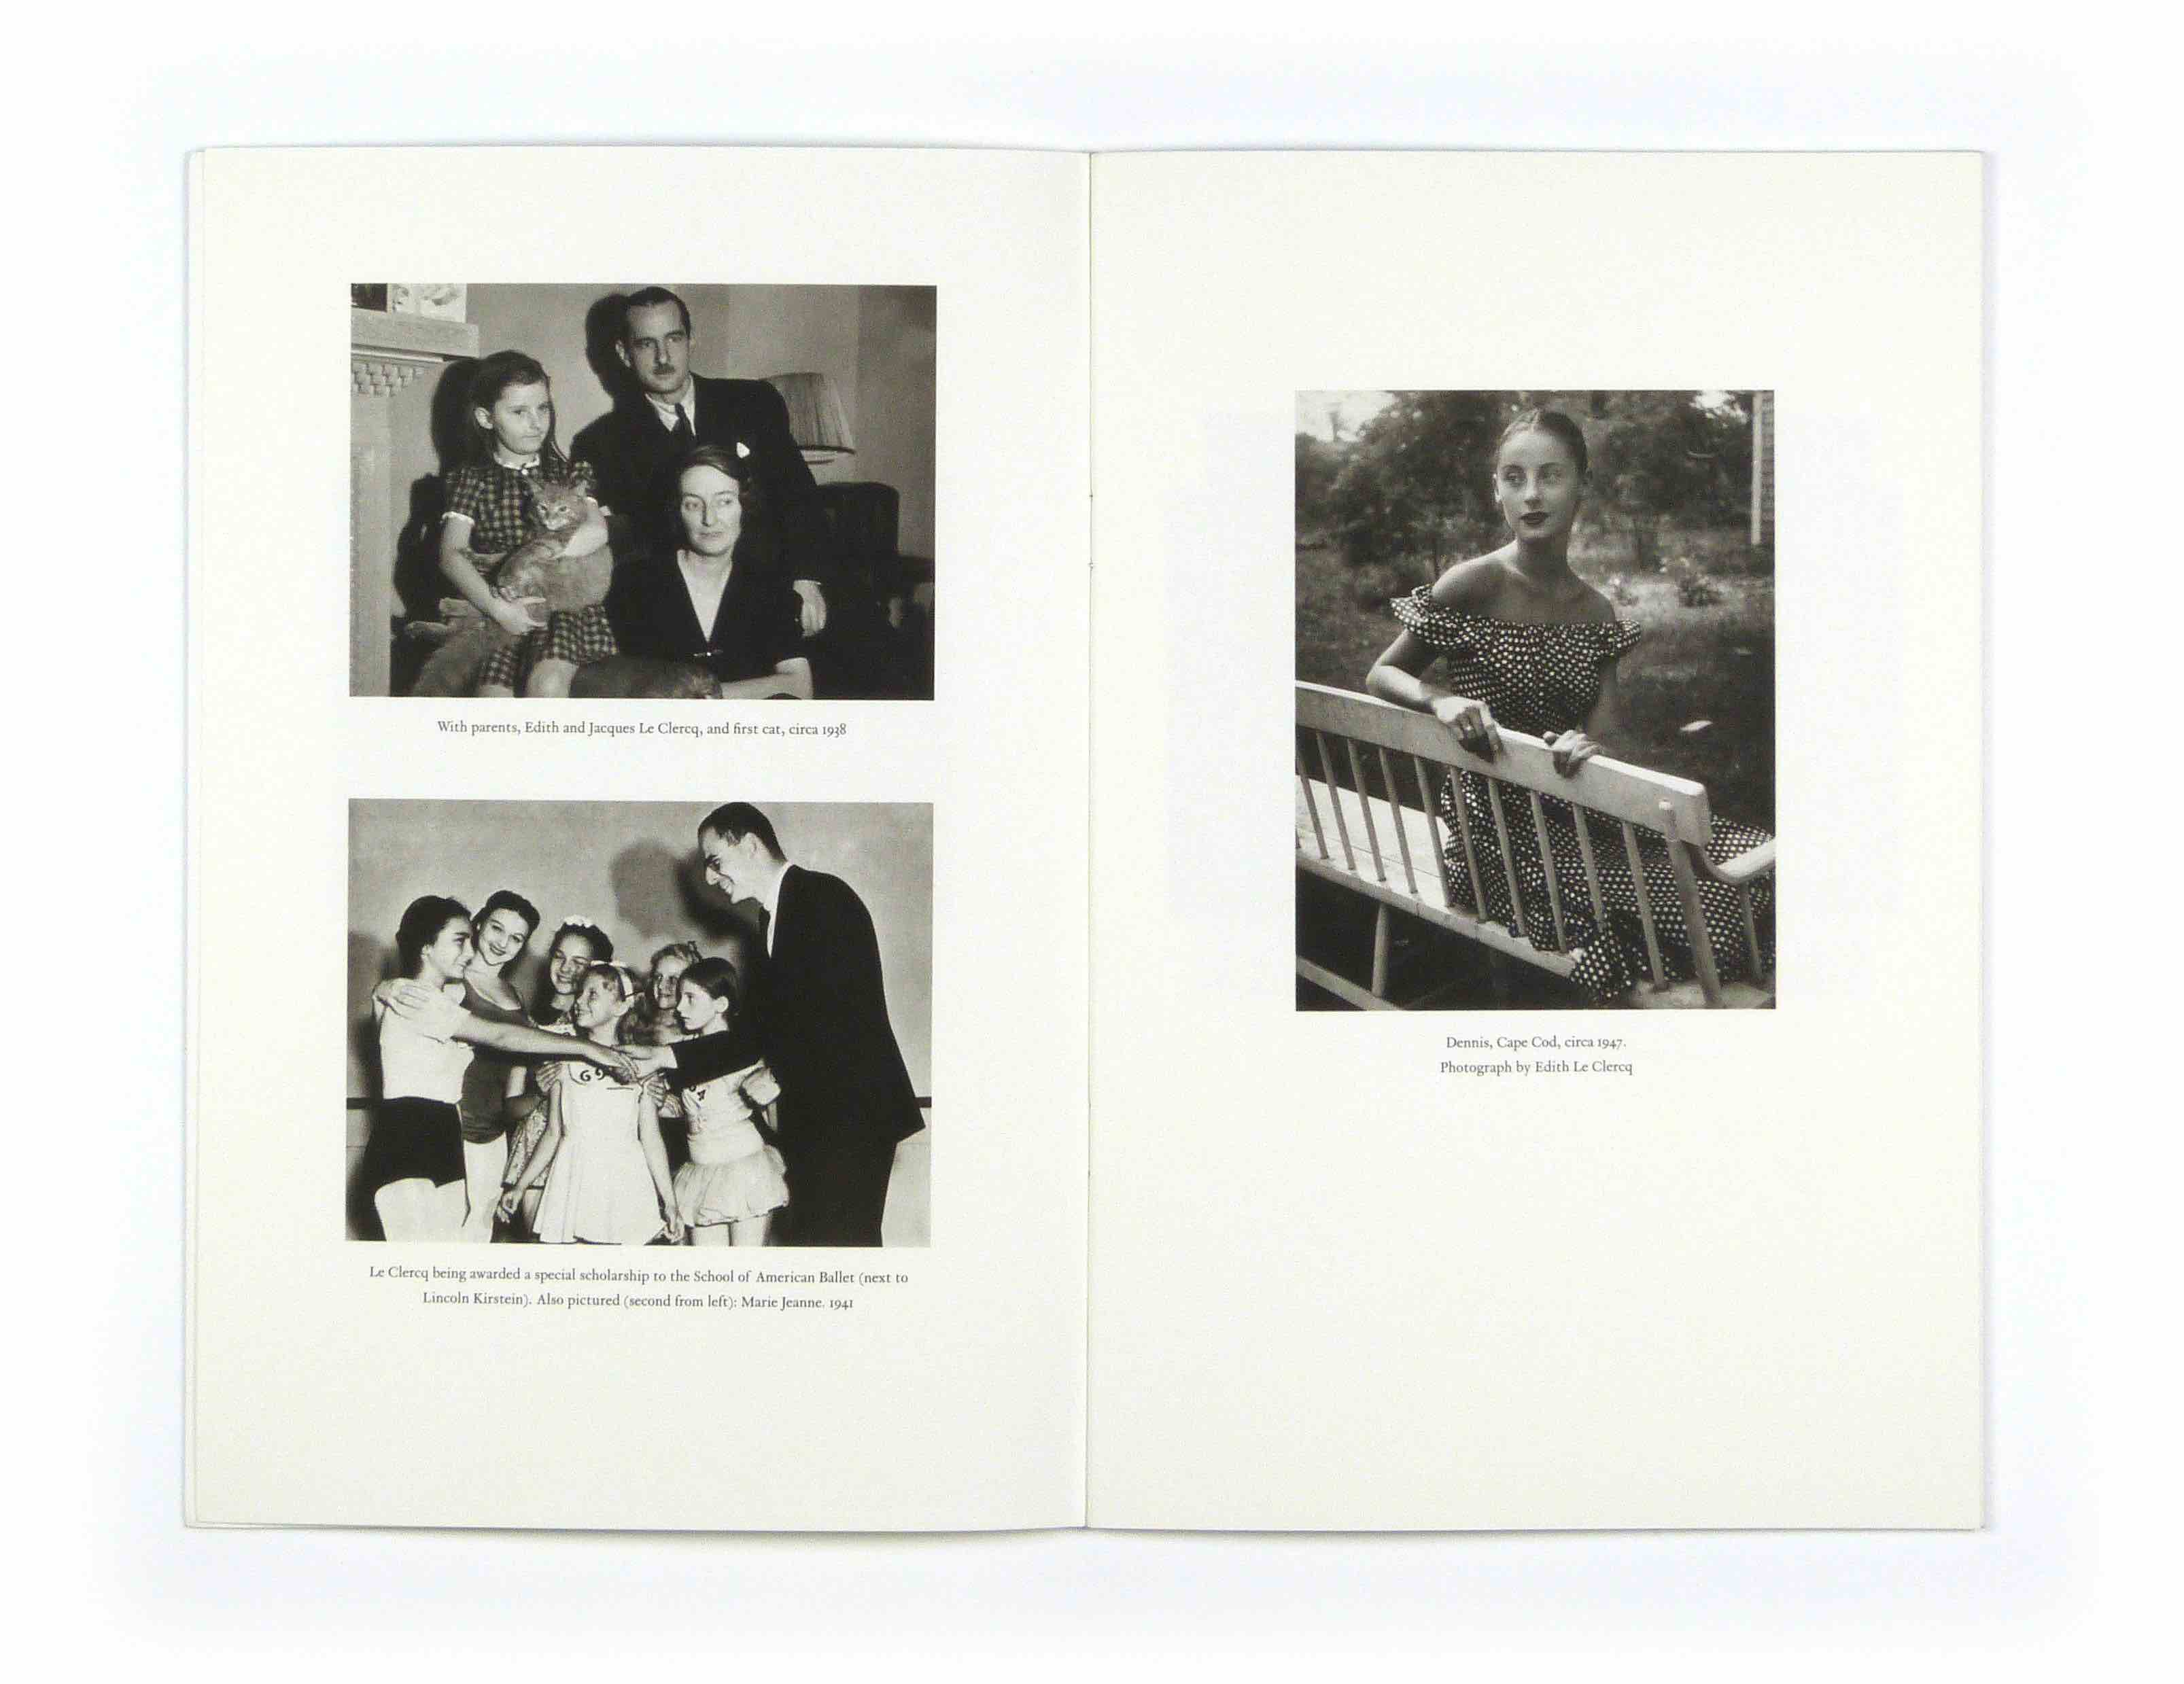 With parents, Edith and Jacques Le Clercq, and first cat, circa 1938
Le Clercq being awarded a special scholarship to the School of American Ballet (next to
Lincoln Kirstein). Also pictured (second from left): Marie Jeanne. 1941
Dennis, Cape Cod, circa 1947.
Photograph by Edith Le Clercq